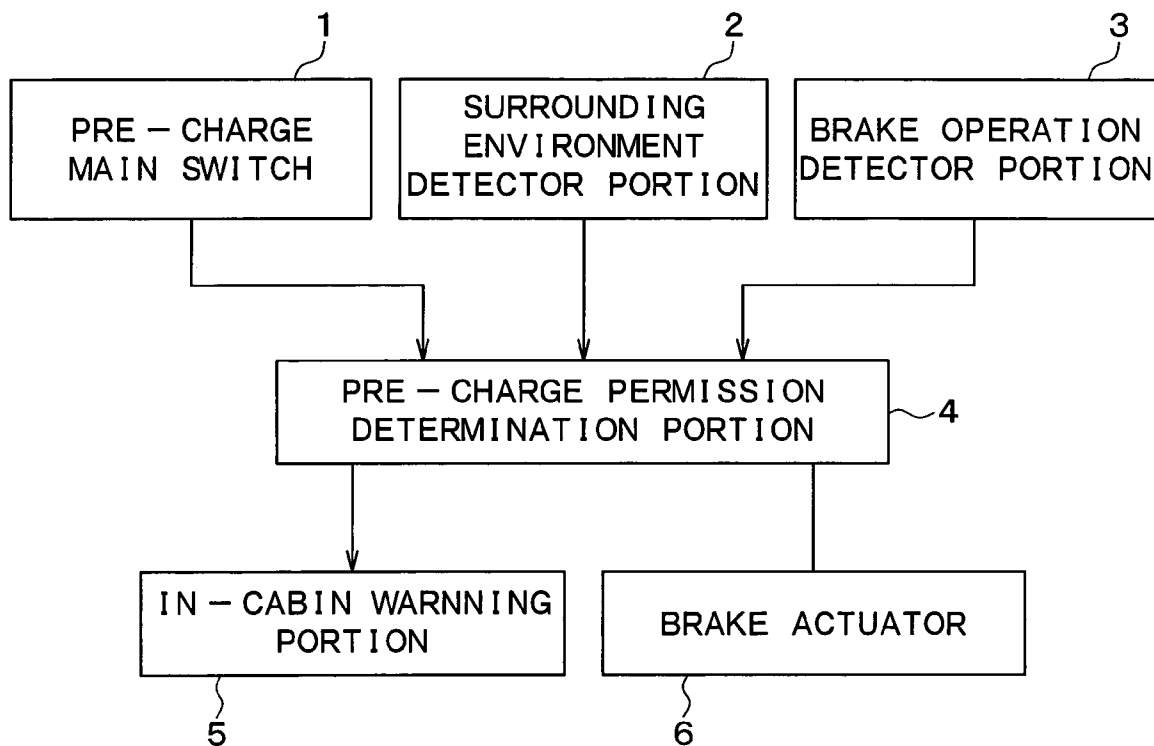 1
2
3
PRE-CHARGE
MAIN SWITCH
SURROUNDING
ENVIRONMENT
DETECTOR PORTION
BRAKE OPERATION
DETECTOR PORTION
PRE-CHARGE PERMISSION
DETERMINATION PORTION
4
IN-CABIN WARNNING
PORTION
BRAKE ACTUATOR
5
6